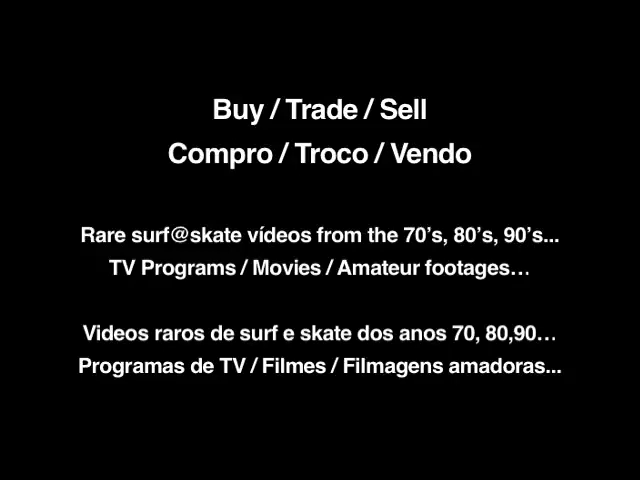 Buy / Trade / Sell
Compro / Troco / Vendo
Rare surf@skate vídeos from the 70's, 80's, 90's...
TV Programs / Movies / Amateur footages…
Videos raros de surf e skate dos anos 70, 80,90…
Programas de TV / Filmes / Filmagens amadoras...